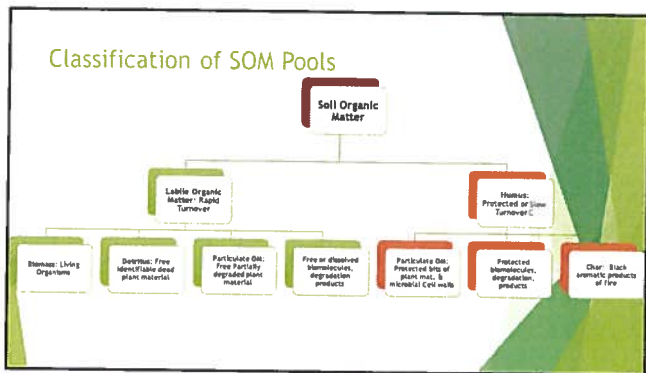 Classification of SOM Pools
Soil Organic
Matter
Labile Organic
Matter: Rapid
Turnover
Humus:
Protected or Slow
Turnover
Biomass: Living
Organisms
Detritus: Free
identifiable dead
plant material
Particulate OM:
Free Partially
degraded plant
material
Free or dissolved
biomolecules,
degradation
products
Particulate OM:
Protected bits of
plant mat. &
microbial Cell walls
Protected
biomolecules,
degradation,
products
Char: Black
aromatic products
of fire